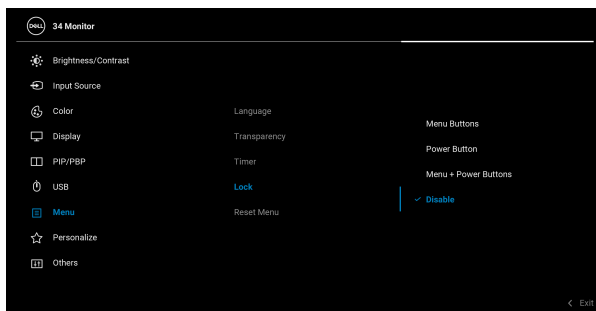 DELL
34 Monitor
Brightness/Contrast
Input Source
Color
Display
PIP/PBP
USB
Menu
Personalize
Others
Language
Transparency
Timer
Lock
Reset Menu
Menu Buttons
Power Button
Menu + Power Buttons
Disable
Exit